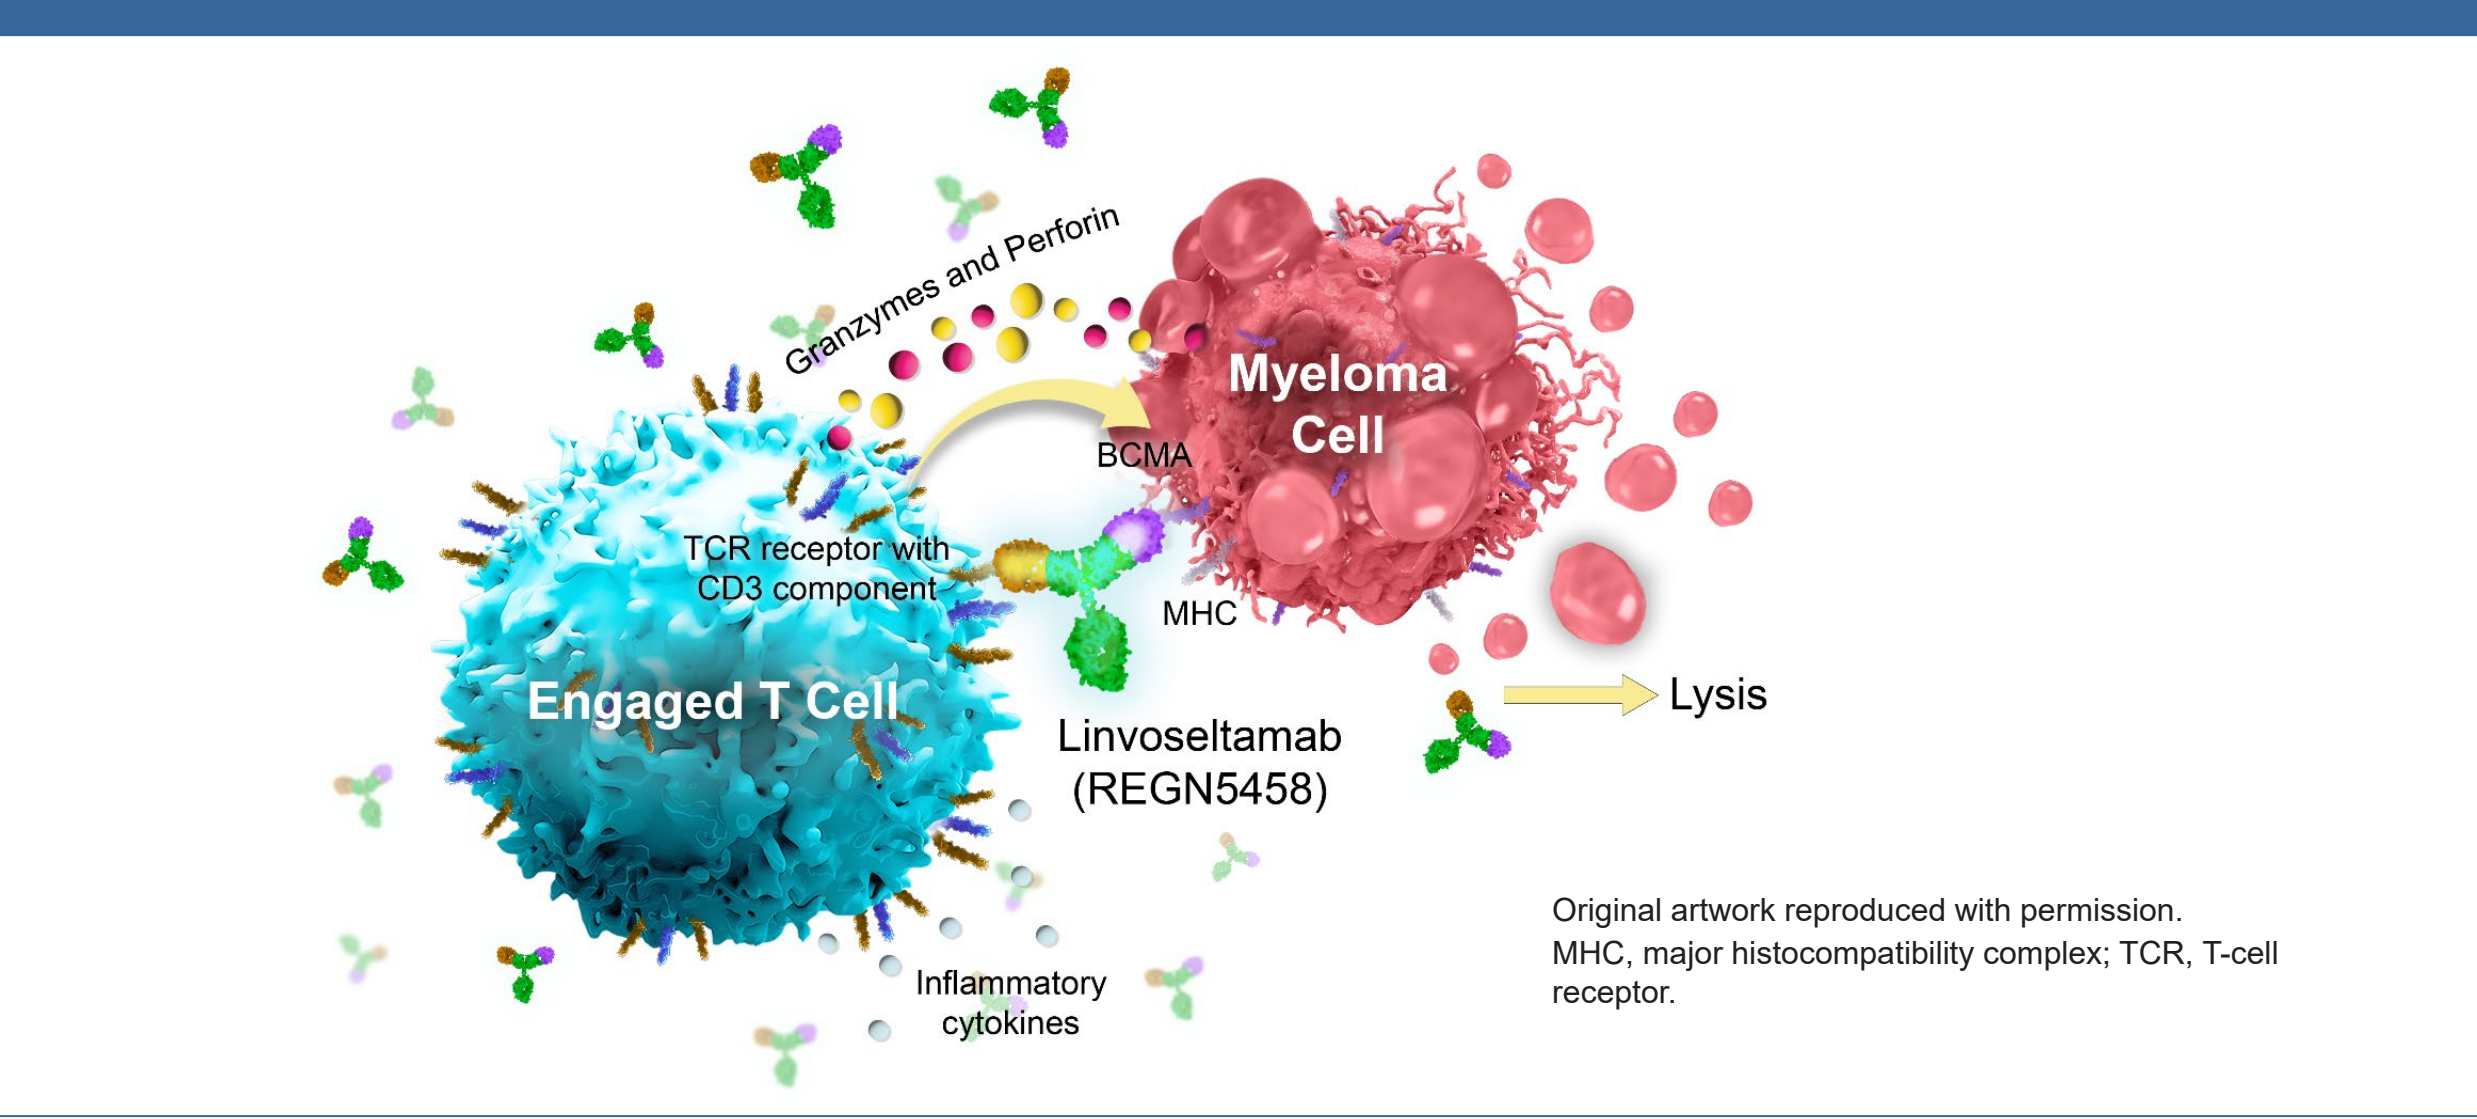 Granzymes and Perforin
Myeloma
Cell
BCMA
TCR receptor with
CD3 component
MHC
Engaged T Cell
Lysis
Linvoseltamab
(REGN5458)
Inflammatory
cytokines
Original artwork reproduced with permission.
MHC, major histocompatibility complex; TCR, T-cell
receptor.